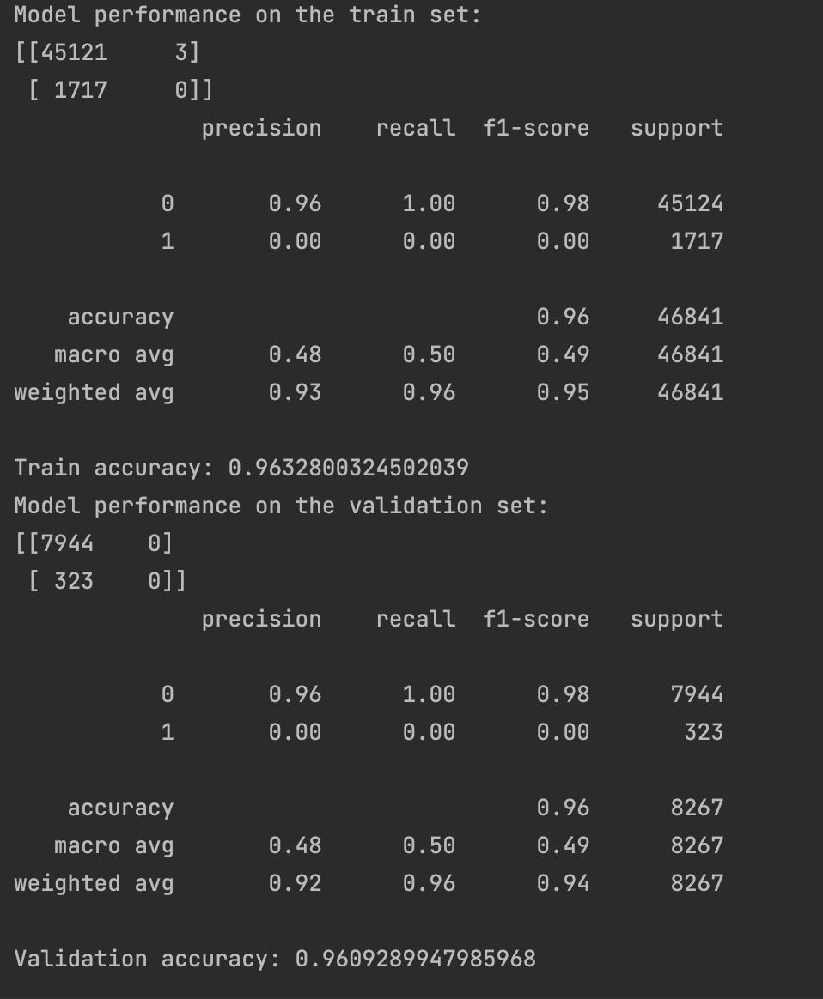 Model performance on the train set:
[[45121     3]
 [ 1717     0]]
              precision    recall  f1-score   support

           0       0.96      1.00      0.98     45124
           1       0.00      0.00      0.00      1717

    accuracy                           0.96     46841
   macro avg       0.48      0.50      0.49     46841
weighted avg       0.93      0.96      0.95     46841

Train accuracy: 0.9632800324502039
Model performance on the validation set:
[[7944    0]
 [ 323    0]]
              precision    recall  f1-score   support

           0       0.96      1.00      0.98      7944
           1       0.00      0.00      0.00       323

    accuracy                           0.96      8267
   macro avg       0.48      0.50      0.49      8267
weighted avg       0.92      0.96      0.94      8267

Validation accuracy: 0.9609289947985968